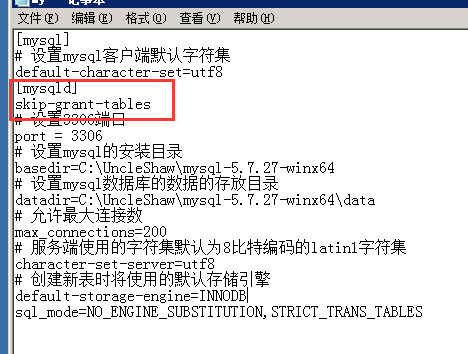 文件(F) 编辑(E) 格式(O) 查看(V) 帮助(H)
[mysql]
# 设置mysql客户端默认字符集
default-character-set=utf8
[mysqld]
skip-grant-tables
# 设置3306端口
port = 3306
# 设置mysql的安装目录
basedir=C:\UncleShaw\mysql-5.7.27-winx64
# 设置mysql数据库的数据的存放目录
datadir=C:\UncleShaw\mysql-5.7.27-winx64\data
# 允许最大连接数
max_connections=200
# 服务端使用的字符集默认为8比特编码的latin1字符集
character-set-server=utf8
# 创建新表时将使用的默认存储引擎
default-storage-engine=INNODB
sql_mode=NO_ENGINE_SUBSTITUTION,STRICT_TRANS_TABLES